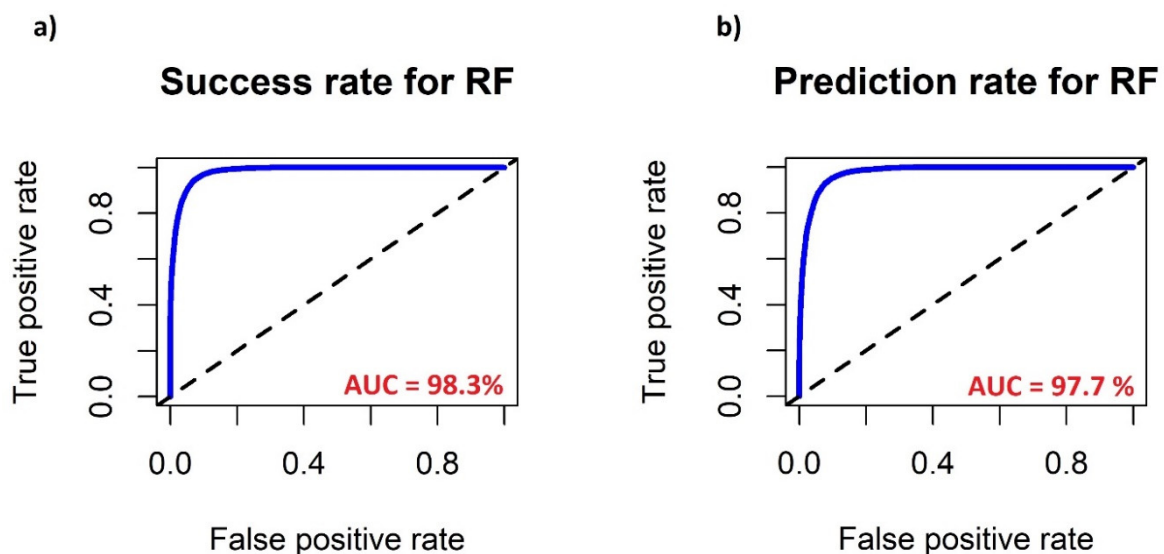 a)
Success rate for RF
True positive rate
0.8
0.4
0.0
AUC = 98.3%
0.0 0.4 0.8
False positive rate
b)
Prediction rate for RF
True positive rate
0.8
0.4
0.0
AUC = 97.7 %
0.0 0.4 0.8
False positive rate